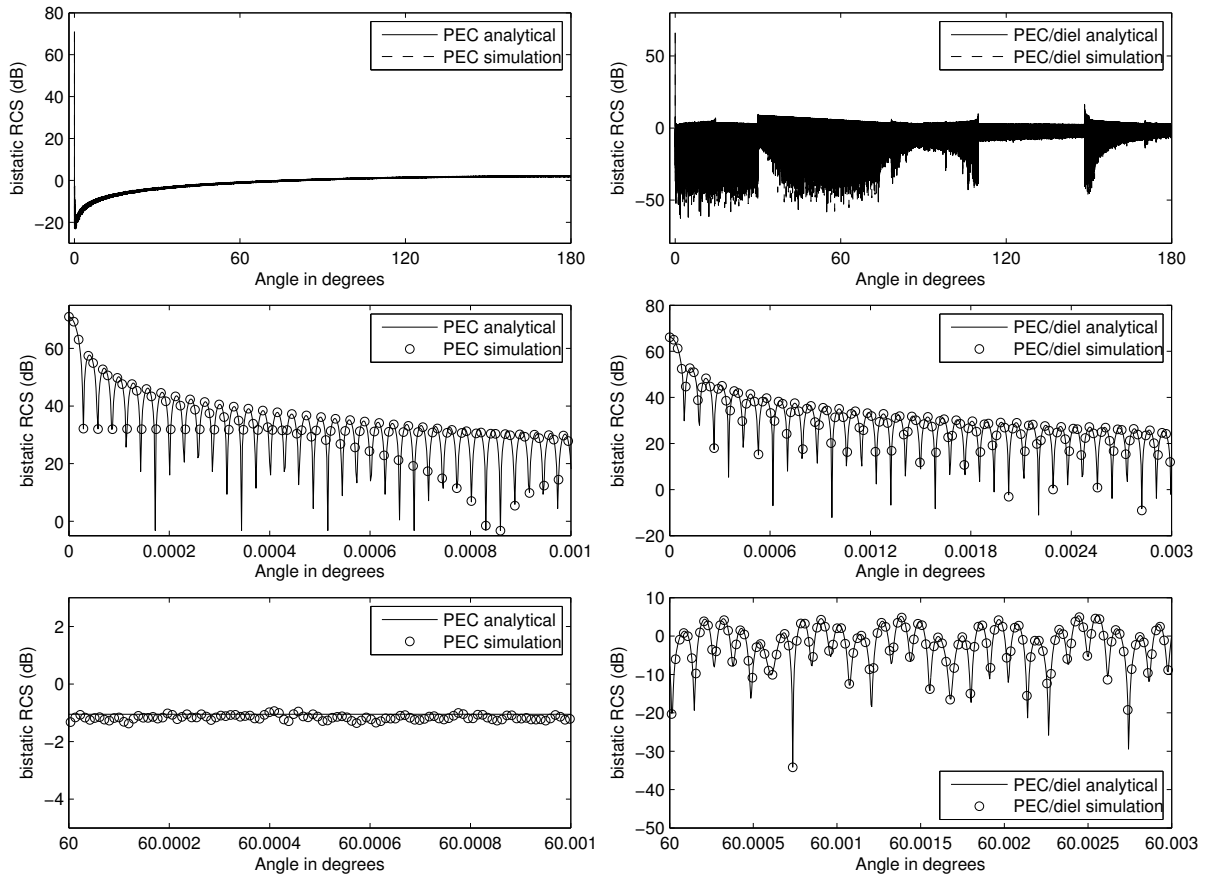 80
60
40
20
0
−20
bistatic RCS (dB)
PEC analytical
PEC simulation
0
60
120
180
Angle in degrees
50
0
−50
bistatic RCS (dB)
PEC/diel analytical
PEC/diel simulation
0
60
120
180
Angle in degrees
60
40
20
0
bistatic RCS (dB)
PEC analytical
PEC simulation
0
0.0002
0.0004
0.0006
0.0008
0.001
Angle in degrees
80
60
40
20
0
−20
bistatic RCS (dB)
PEC/diel analytical
PEC/diel simulation
0
0.0006
0.0012
0.0018
0.0024
0.003
Angle in degrees
2
0
−2
−4
bistatic RCS (dB)
PEC analytical
PEC simulation
60
60.0002
60.0004
60.0006
60.0008
60.001
Angle in degrees
10
0
−10
−20
−30
−40
−50
bistatic RCS (dB)
PEC/diel analytical
PEC/diel simulation
60
60.0005
60.001
60.0015
60.002
60.0025
60.003
Angle in degrees